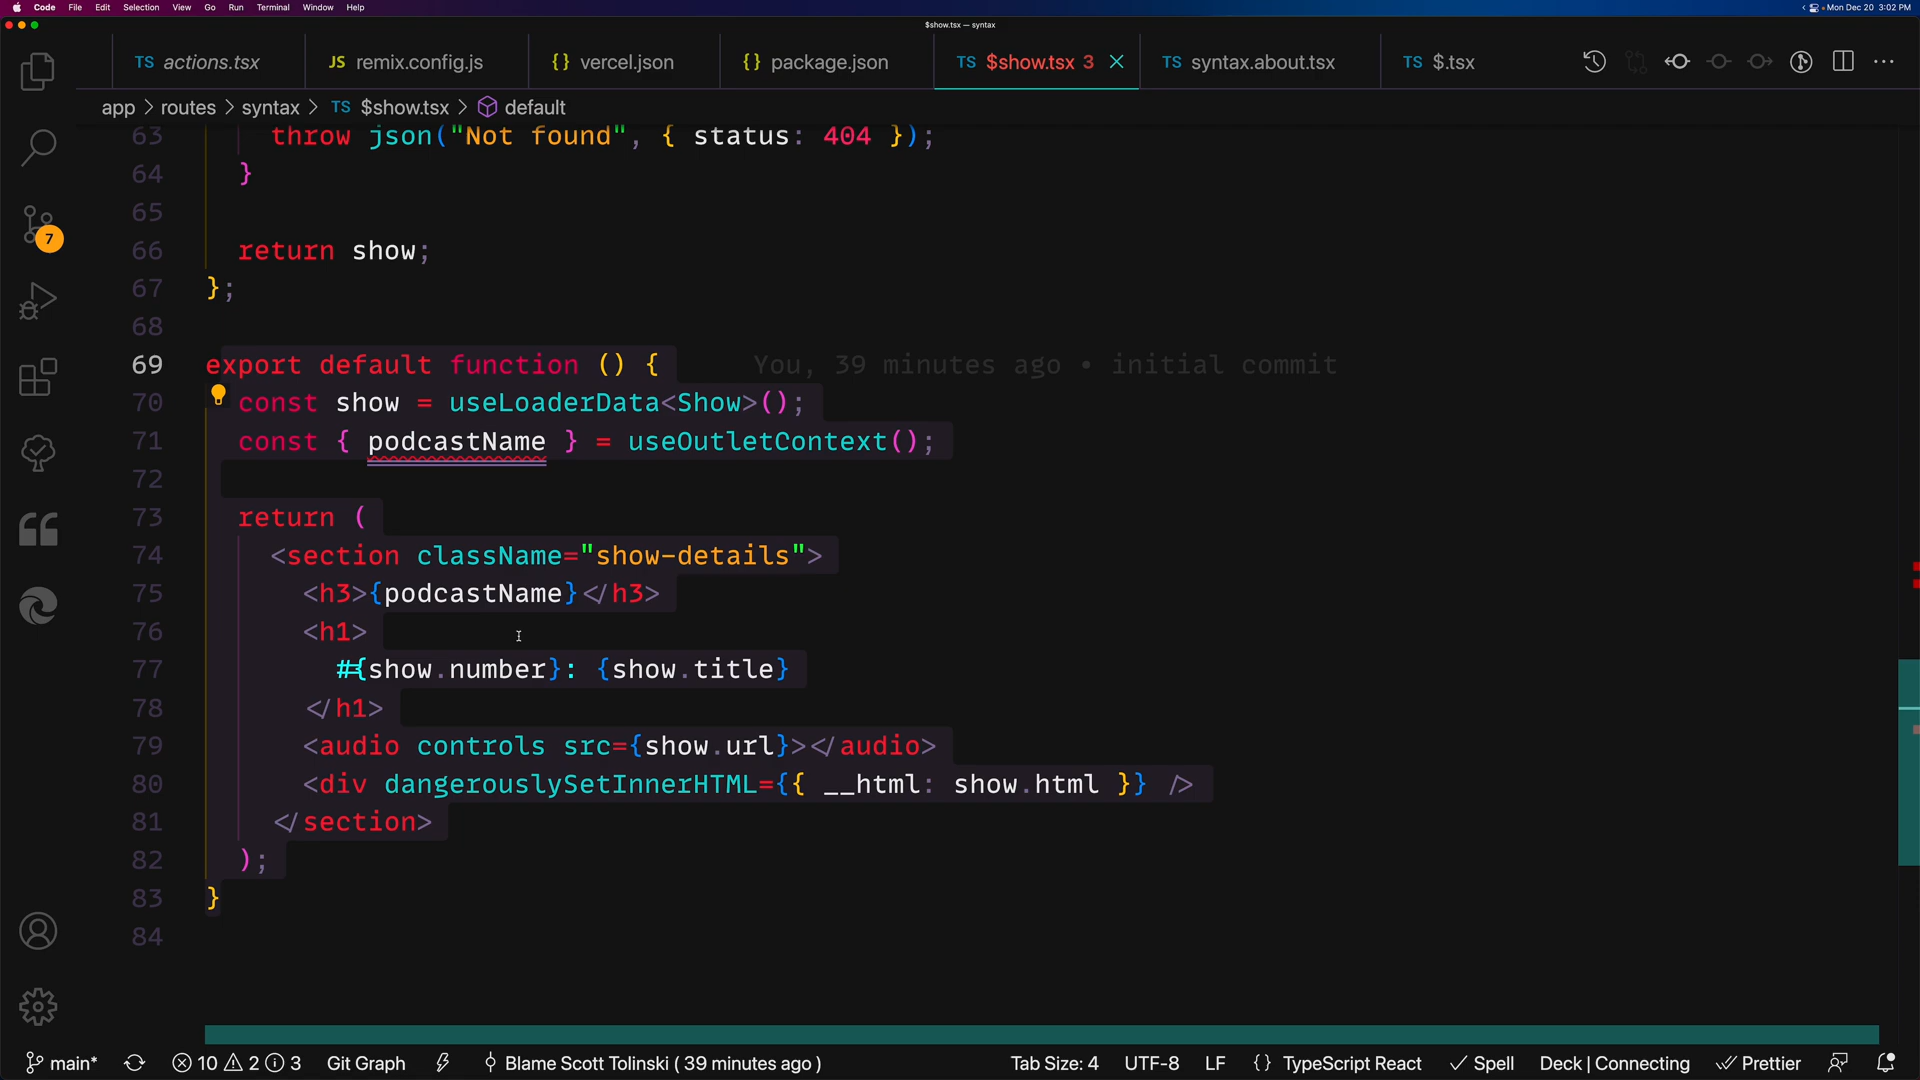 Code File Edit Selection View Go Run Terminal Window Help
Mon Dec 20 3:02 PM
$show.tsx — syntax
TS actions.tsx JS remix.config.js {} vercel.json {} package.json TS $show.tsx 3 TS syntax.about.tsx TS $.tsx
app > routes > syntax > TS $show.tsx > default
63 throw json("Not found", { status: 404 });
64 }
65
66 return show;
67 };
68
69 export default function () { You, 39 minutes ago • initial commit
70 const show = useLoaderData<Show>();
71 const { podcastName } = useOutletContext();
72
73 return (
74 <section className="show-details">
75 <h3>{podcastName}</h3>
76 <h1>
77 #{show.number}: {show.title}
78 </h1>
79 <audio controls src={show.url}></audio>
80 <div dangerouslySetInnerHTML={{ __html: show.html }} />
81 </section>
82 );
83 }
84
7
main* 10 2 3 Git Graph Blame Scott Tolinski ( 39 minutes ago ) Tab Size: 4 UTF-8 LF {} TypeScript React Spell Deck | Connecting Prettier